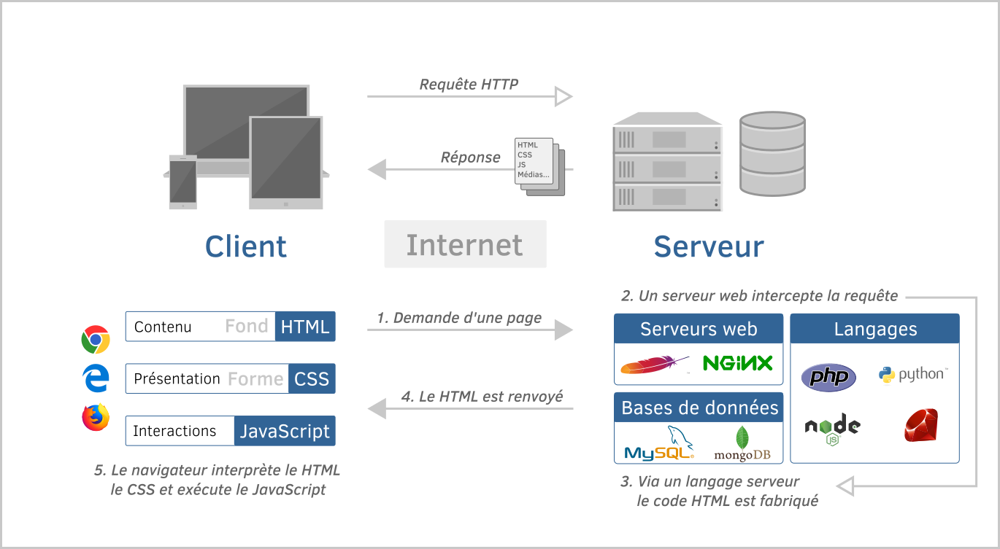 Requête HTTP
Réponse
HTML
CSS
JS
Médias...
Client
Internet
Serveur
1. Demande d'une page
4. Le HTML est renvoyé
Contenu Fond HTML
Présentation Forme CSS
Interactions JavaScript
5. Le navigateur interprète le HTML
le CSS et exécute le JavaScript
2. Un serveur web intercepte la requête
Serveurs web
NGiNX
Bases de données
MySQL®
mongoDB
Langages
php
python™
node
JS
3. Via un langage serveur
le code HTML est fabriqué